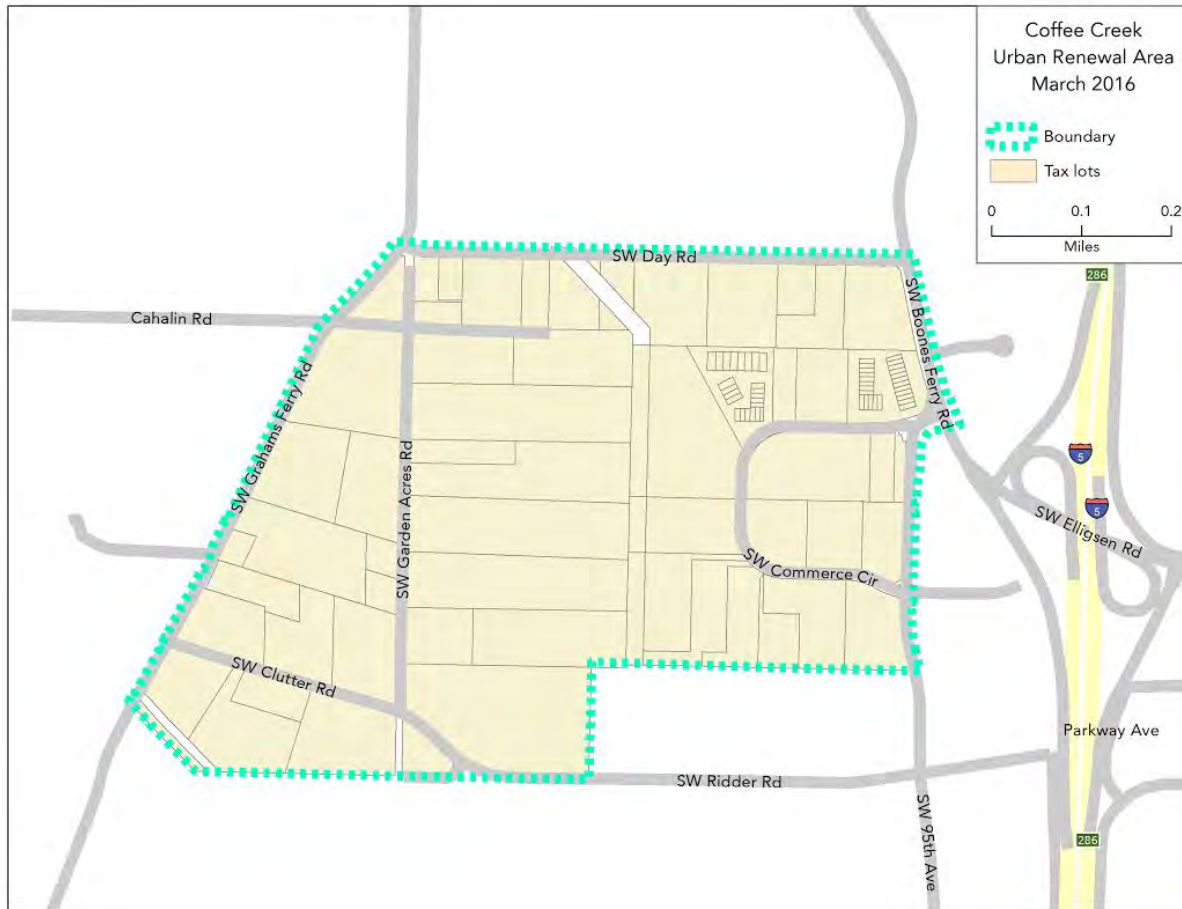 Coffee Creek
Urban Renewal Area
March 2016
Boundary
Tax lots
0 0.1 0.2
Miles
SW Day Rd
286
Cahalin Rd
SW Boones Ferry Rd
SW Grahams Ferry Rd
SW Garden Acres Rd
5
5
SW Elligsen Rd
SW Commerce Cir
SW Clutter Rd
Parkway Ave
SW Ridder Rd
SW 95th Ave
286